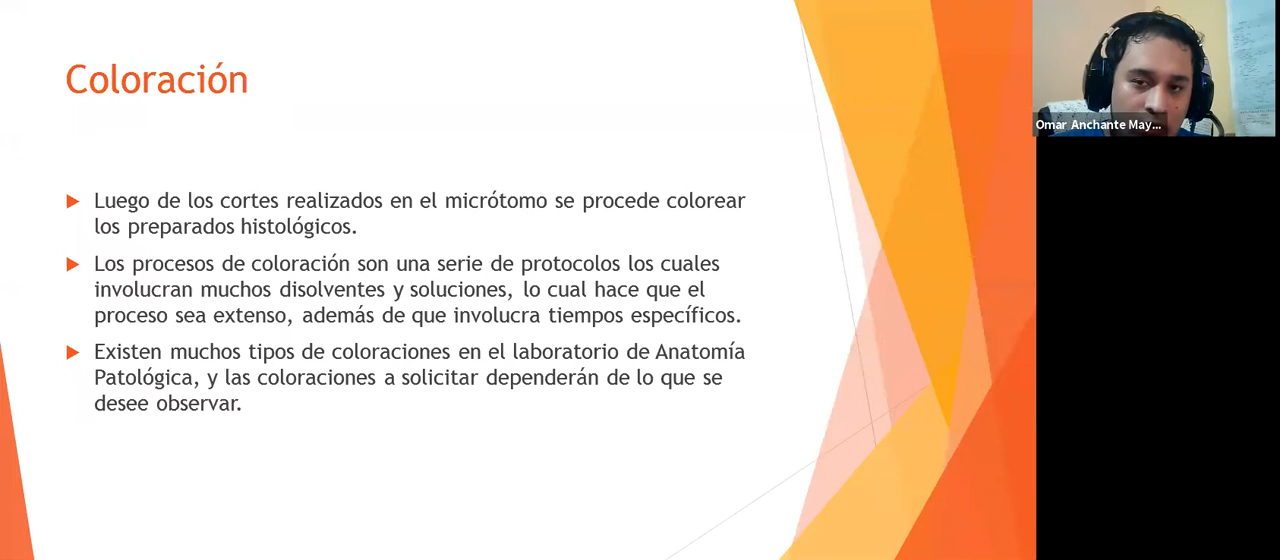 Coloración
Luego de los cortes realizados en el micrótomo se procede colorear
los preparados histológicos.
Los procesos de coloración son una serie de protocolos los cuales
involucran muchos disolventes y soluciones, lo cual hace que el
proceso sea extenso, además de que involucra tiempos específicos.
Existen muchos tipos de coloraciones en el laboratorio de Anatomía
Patológica, y las coloraciones a solicitar dependerán de lo que se
desee observar.
Omar Anchante May...